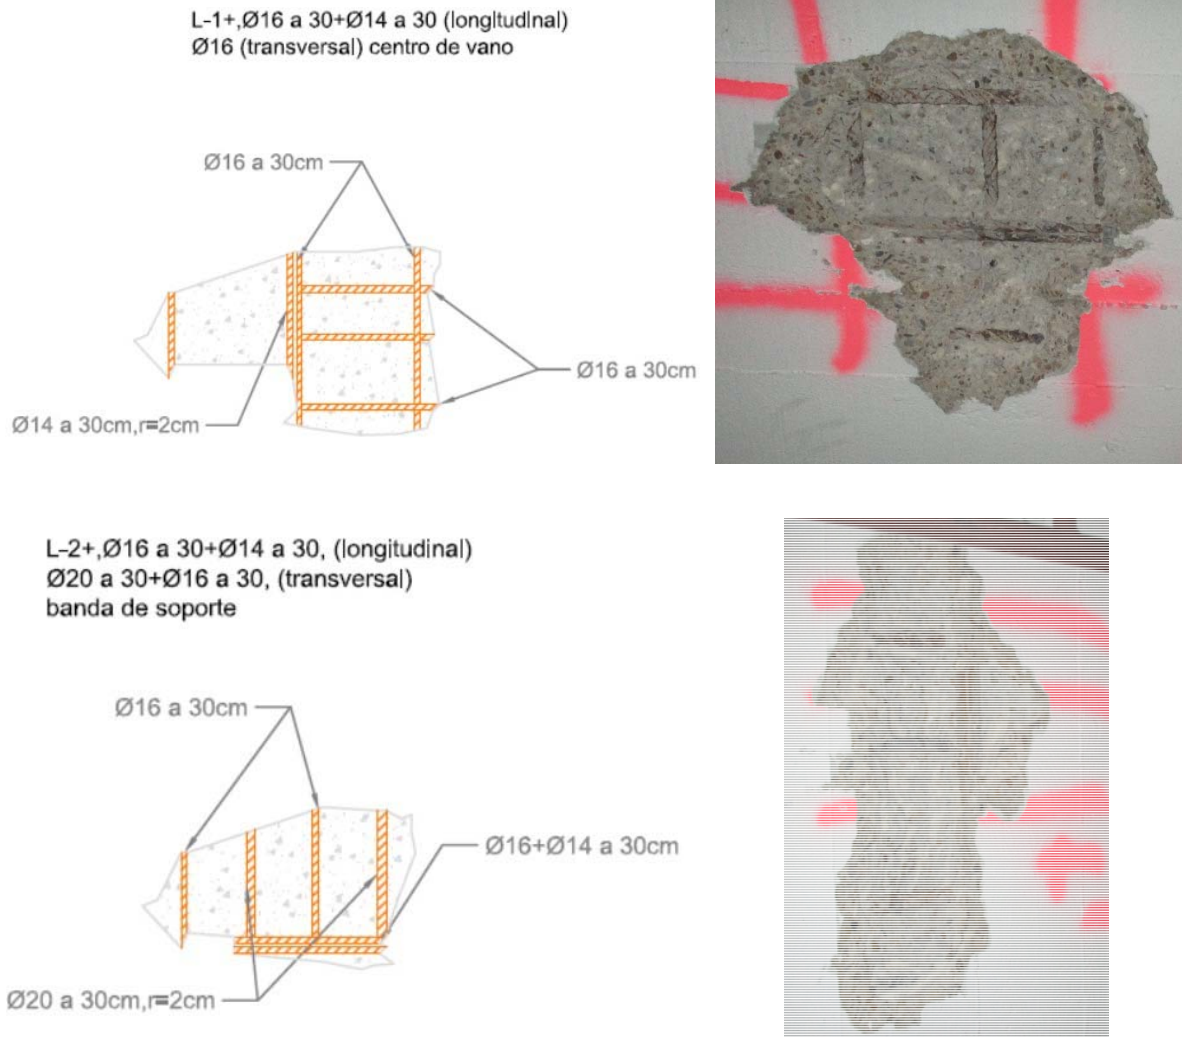 L-1+,Ø16 a 30+Ø14 a 30 (longitudinal)
Ø16 (transversal) centro de vano
Ø16 a 30cm
Ø16 a 30cm
Ø14 a 30cm,r=2cm
L-2+,Ø16 a 30+Ø14 a 30, (longitudinal)
Ø20 a 30+Ø16 a 30, (transversal)
banda de soporte
Ø16 a 30cm
Ø16+Ø14 a 30cm
Ø20 a 30cm,r=2cm